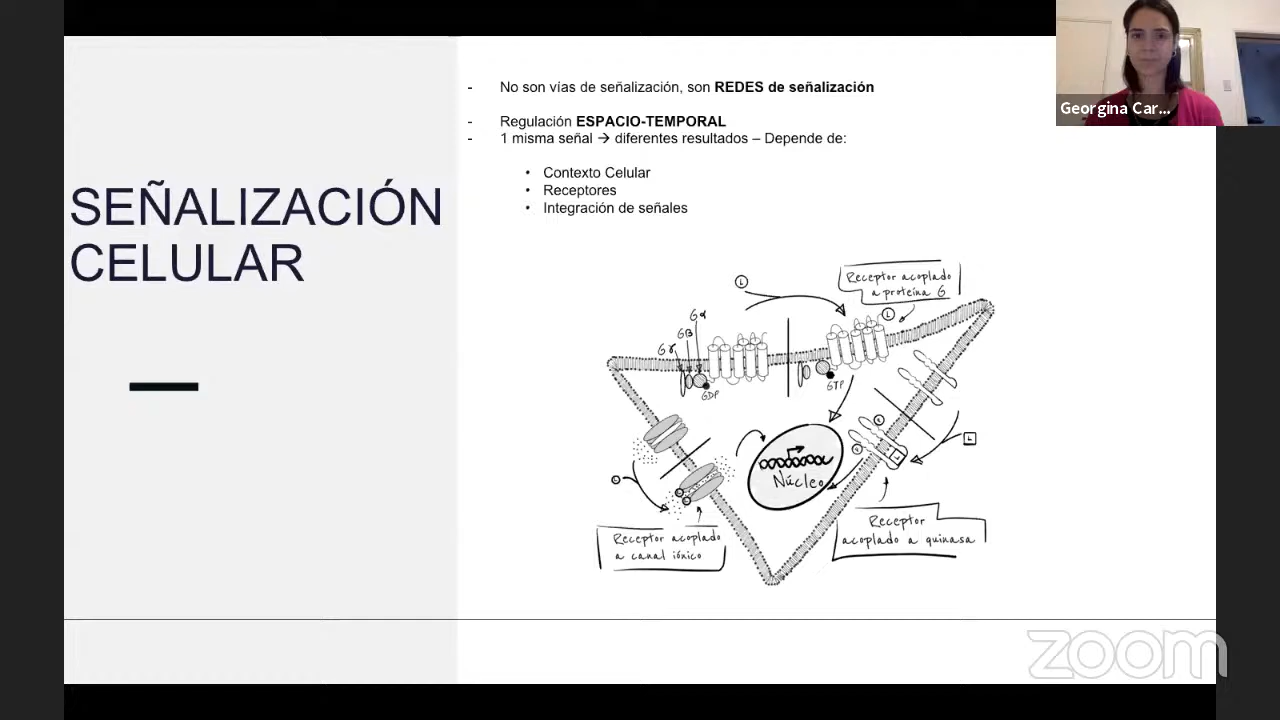 SEÑALIZACIÓN
CELULAR
- No son vías de señalización, son REDES de señalización
- Regulación ESPACIO-TEMPORAL
- 1 misma señal → diferentes resultados – Depende de:
• Contexto Celular
• Receptores
• Integración de señales
L
Receptor acoplado
a proteína G
L
Gα
Gβ
Gγ
GDP
GTP
L
Núcleo
L
Receptor acoplado
a canal iónico
Receptor
acoplado a quinasa
Georgina Car...
zoom